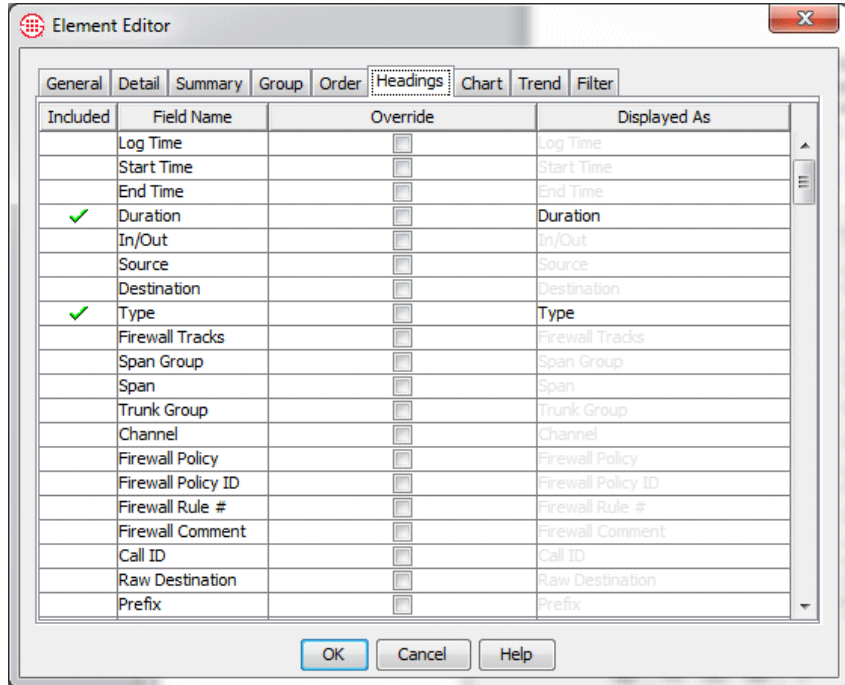 Element Editor
General Detail Summary Group Order Headings Chart Trend Filter
Included Field Name Override Displayed As
Log Time Log Time
Start Time Start Time
End Time End Time
Duration Duration
In/Out In/Out
Source Source
Destination Destination
Type Type
Firewall Tracks Firewall Tracks
Span Group Span Group
Span Span
Trunk Group Trunk Group
Channel Channel
Firewall Policy Firewall Policy
Firewall Policy ID Firewall Policy ID
Firewall Rule # Firewall Rule #
Firewall Comment Firewall Comment
Call ID Call ID
Raw Destination Raw Destination
Prefix Prefix
OK Cancel Help